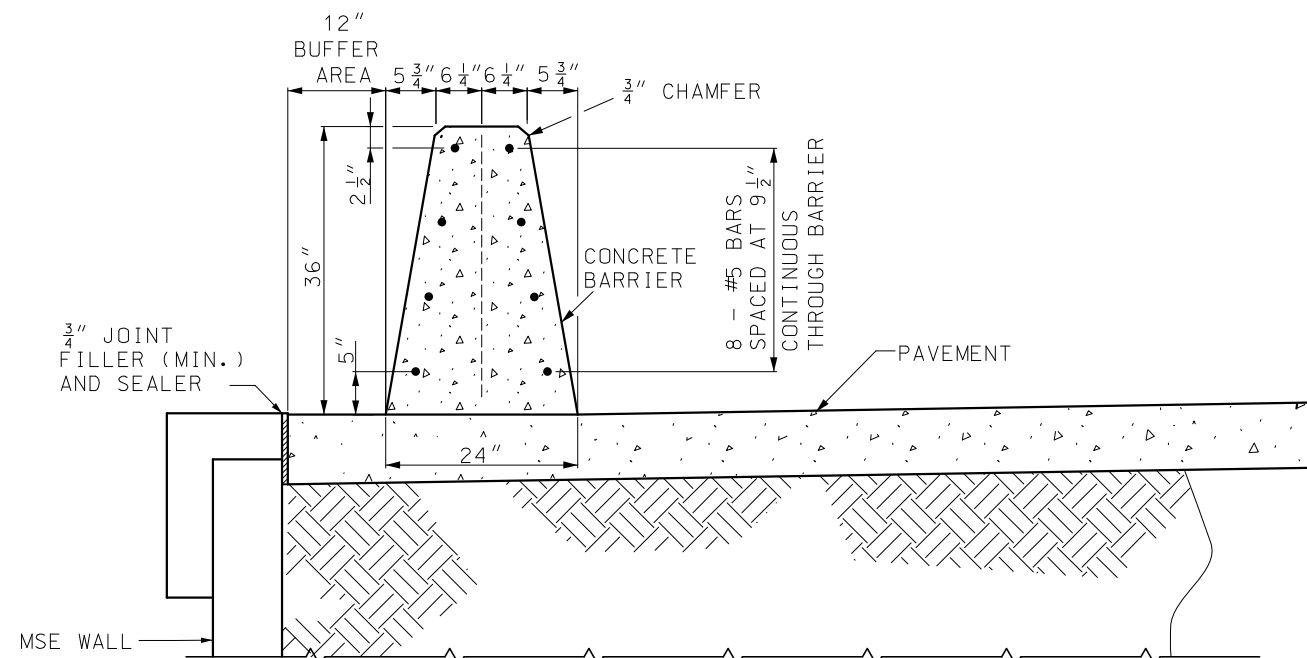 12"
BUFFER
AREA
5 3/4" 6 1/4" 6 1/4" 5 3/4"
3/4" CHAMFER
2 1/2"
36"
5"
CONCRETE
BARRIER
8 - #5 BARS
SPACED AT 9 1/2"
CONTINUOUS
THROUGH BARRIER
3/4" JOINT
FILLER (MIN.)
AND SEALER
PAVEMENT
24"
MSE WALL